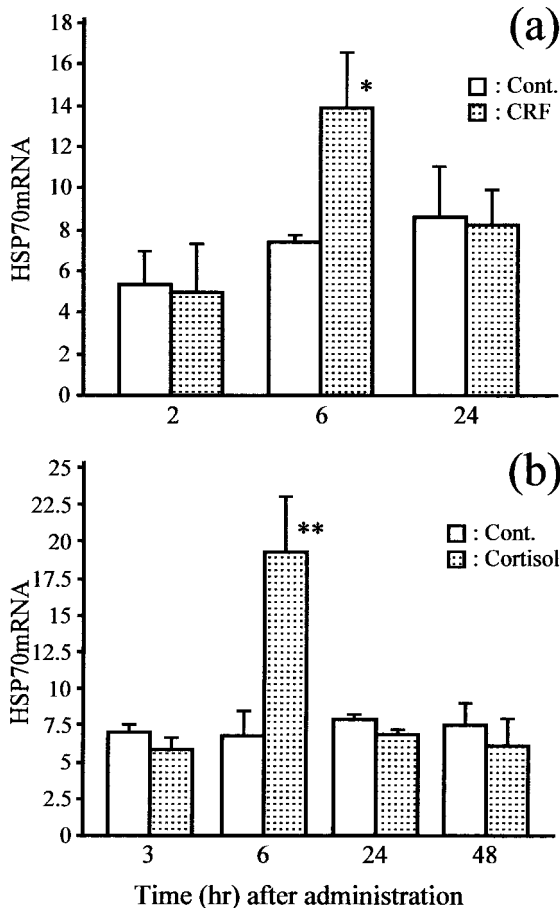 (a)
18
16
14
12
10
8
6
4
2
0
HSP70mRNA
*
: Cont.
: CRF
2 6 24
(b)
25
22.5
20
17.5
15
12.5
10
7.5
5
2.5
0
HSP70mRNA
**
: Cont.
: Cortisol
3 6 24 48
Time (hr) after administration